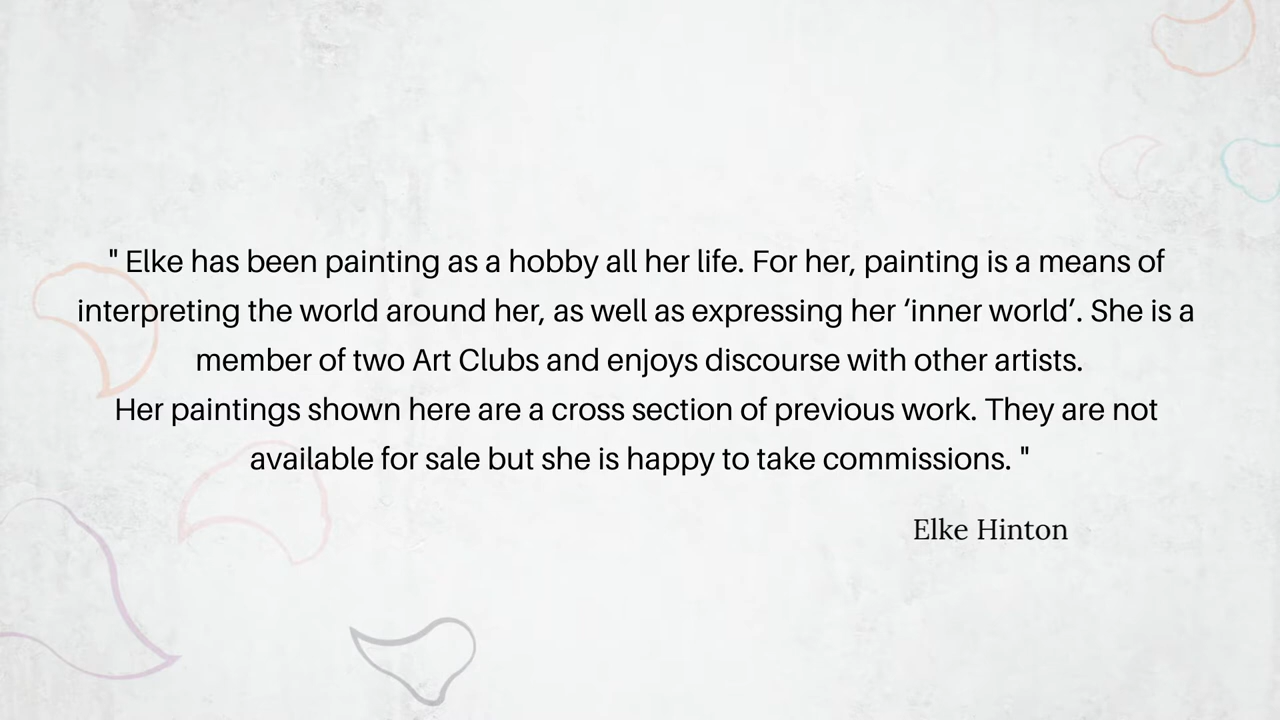 " Elke has been painting as a hobby all her life. For her, painting is a means of
interpreting the world around her, as well as expressing her ‘inner world’. She is a
member of two Art Clubs and enjoys discourse with other artists.
Her paintings shown here are a cross section of previous work. They are not
available for sale but she is happy to take commissions. "
Elke Hinton